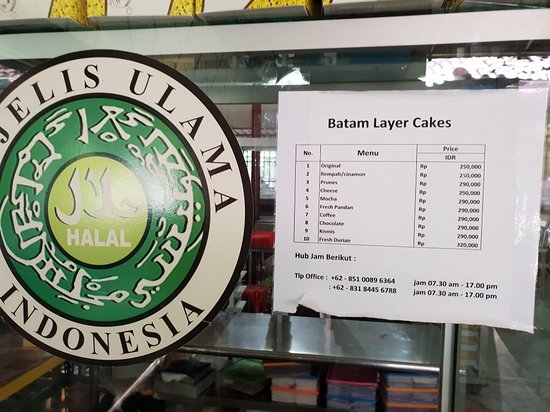 JELIS ULAMA
حلال
HALAL
INDONESIA
Batam Layer Cakes
No. Menu Price
IDR
1 Original Rp 250,000
2 Rempah/cinamon Rp 250,000
3 Prunes Rp 290,000
4 Cheese Rp 290,000
5 Mocha Rp 290,000
6 Fresh Pandan Rp 290,000
7 Coffee Rp 290,000
8 Chocolate Rp 290,000
9 Kismis Rp 290,000
10 Fresh Durian Rp 320,000
Hub Jam Berikut :
Tlp Office : +62 - 851 0089 6364 jam 07.30 am - 17.00 pm
: +62 - 831 8445 6788 jam 07.30 am - 17.00 pm